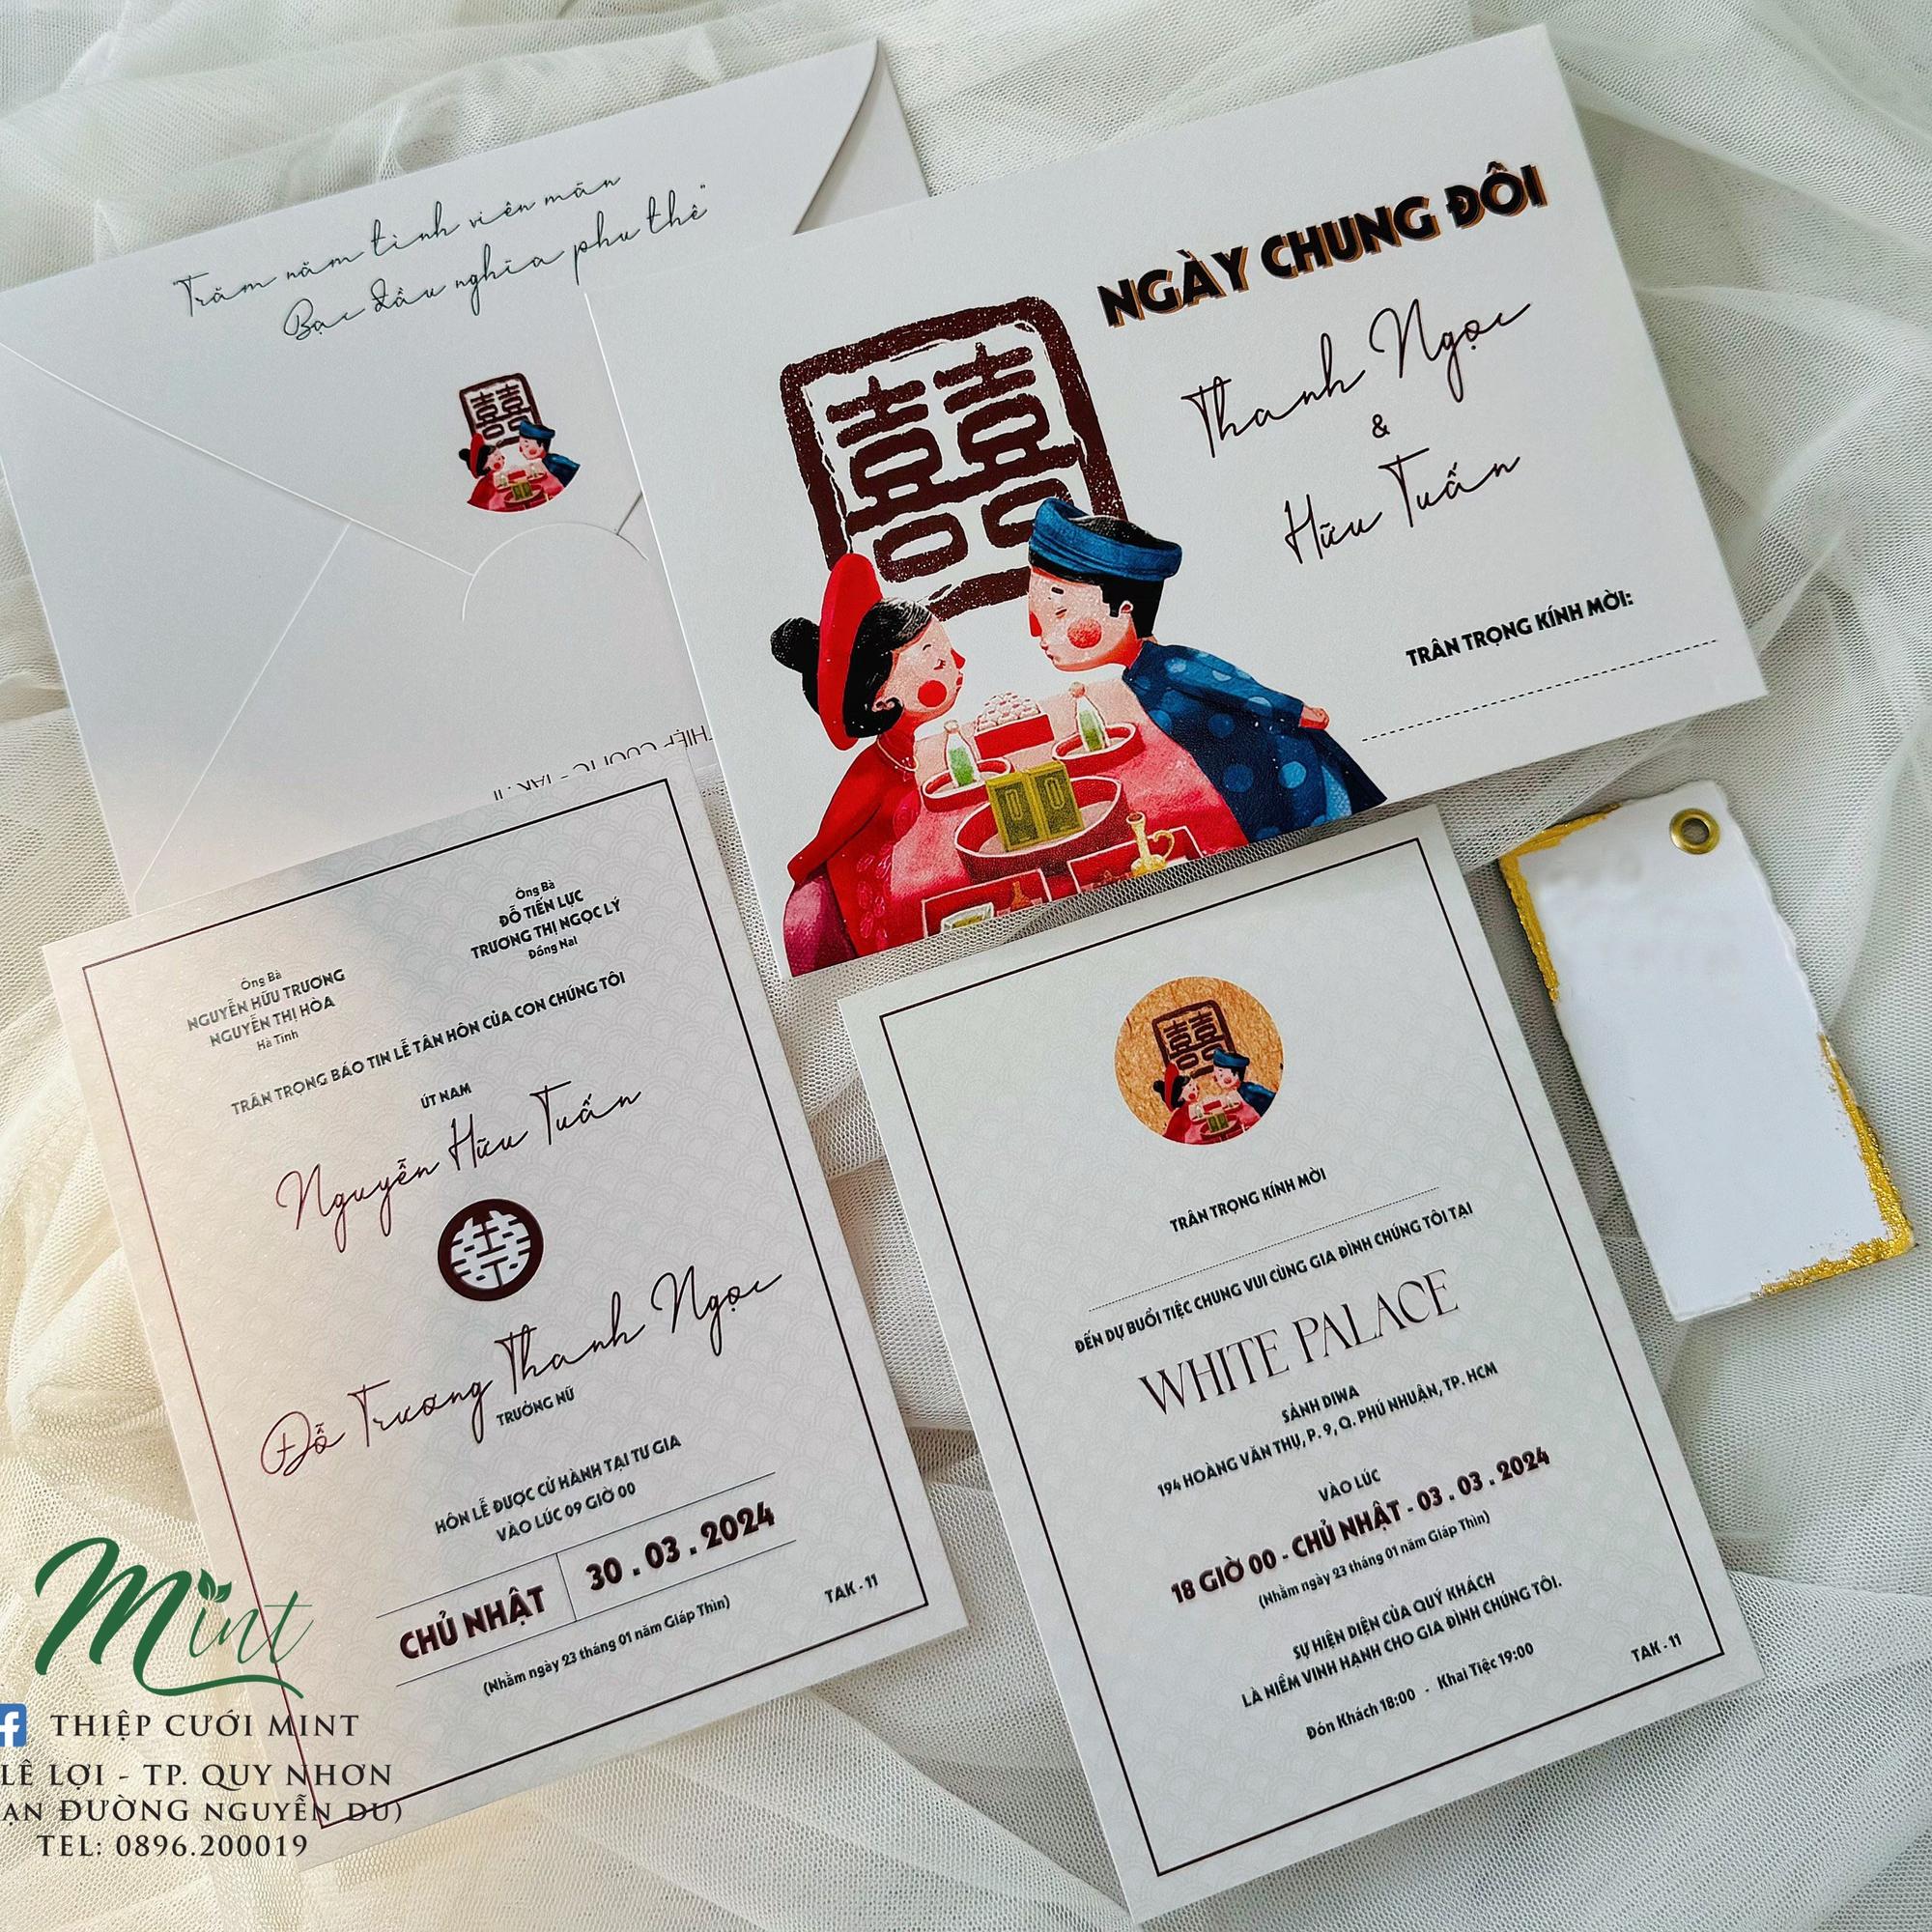 Trăm năm tình viên mãn
Bạc đầu nghĩa phu thê"
囍
囍
NGÀY CHUNG ĐÔI
Thanh Ngọc
&
Hữu Tuấn
TRÂN TRỌNG KÍNH MỜI:
THIỆP CƯỚI
Ông Bà
NGUYỄN HỮU TRƯƠNG
NGUYỄN THỊ HÒA
Hà Tĩnh
Ông Bà
ĐỖ TIẾN LỰC
TRƯƠNG THỊ NGỌC LÝ
Đồng Nai
TRÂN TRỌNG BÁO TIN LỄ TÂN HÔN CỦA CON CHÚNG TÔI
ÚT NAM
Nguyễn Hữu Tuấn
囍
Đỗ Trương Thanh Ngọc
TRƯỞNG NỮ
HÔN LỄ ĐƯỢC CỬ HÀNH TẠI TƯ GIA
VÀO LÚC 09 GIỜ 00
CHỦ NHẬT 30 . 03 . 2024
(Nhằm ngày 23 tháng 01 năm Giáp Thìn)
TAK - 11
囍
TRÂN TRỌNG KÍNH MỜI
ĐẾN DỰ BUỔI TIỆC CHUNG VUI CÙNG GIA ĐÌNH CHÚNG TÔI TẠI
WHITE PALACE
SẢNH DIWA
194 HOÀNG VĂN THỤ, P. 9, Q. PHÚ NHUẬN, TP. HCM
VÀO LÚC
18 GIỜ 00 - CHỦ NHẬT - 03 . 03 . 2024
(Nhằm ngày 23 tháng 01 năm Giáp Thìn)
SỰ HIỆN DIỆN CỦA QUÝ KHÁCH
LÀ NIỀM VINH HẠNH CHO GIA ĐÌNH CHÚNG TÔI.
Đón Khách 18:00 - Khai Tiệc 19:00
TAK - 11
Mint
f THIỆP CƯỚI MINT
LÊ LỢI - TP. QUY NHƠN
ĐƯỜNG NGUYỄN DU)
TEL: 0896.200019